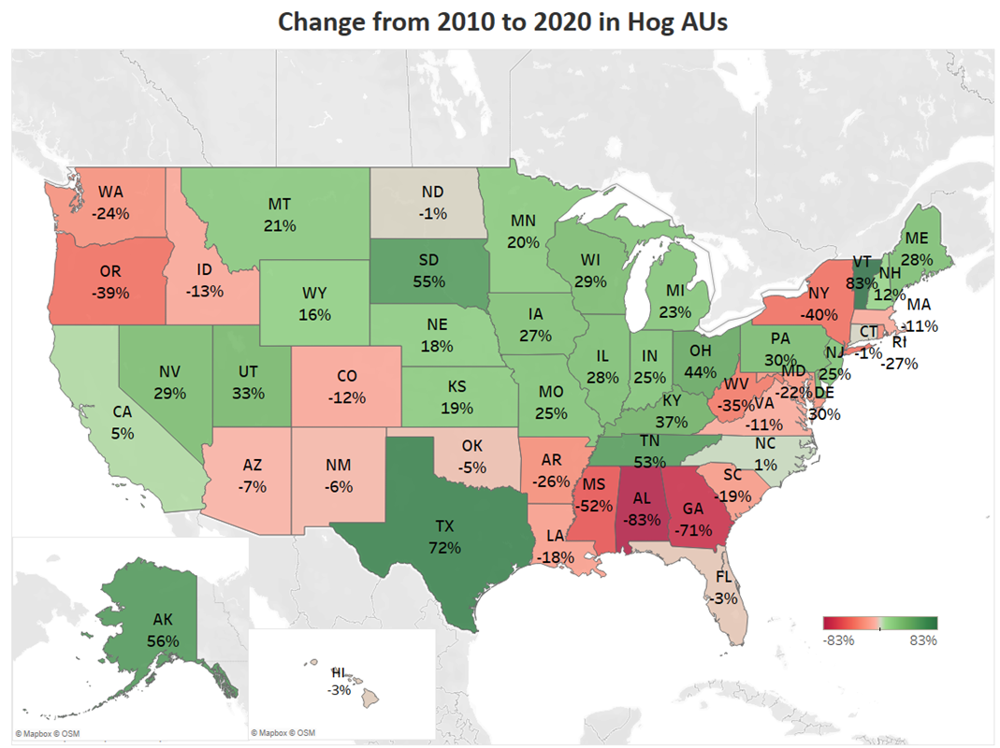 Change from 2010 to 2020 in Hog AUs
WA
-24%
MT
21%
ND
-1%
MN
20%
OR
-39%
ID
-13%
SD
55%
WI
29%
ME
28%
VT
83%
NH
12%
WY
16%
MI
23%
NY
-40%
MA
-11%
CT
-1%
RI
-27%
NE
18%
IA
27%
PA
30%
NJ
25%
NV
29%
UT
33%
CO
-12%
KS
19%
MO
25%
IL
28%
IN
25%
OH
44%
MD
-22%
DE
30%
WV
-35%
VA
-11%
KY
37%
CA
5%
AZ
-7%
NM
-6%
OK
-5%
AR
-26%
TN
53%
NC
1%
SC
-19%
MS
-52%
AL
-83%
GA
-71%
TX
72%
LA
-18%
FL
-3%
AK
56%
HI
-3%
-83%
83%
© Mapbox © OSM
© Mapbox © OSM